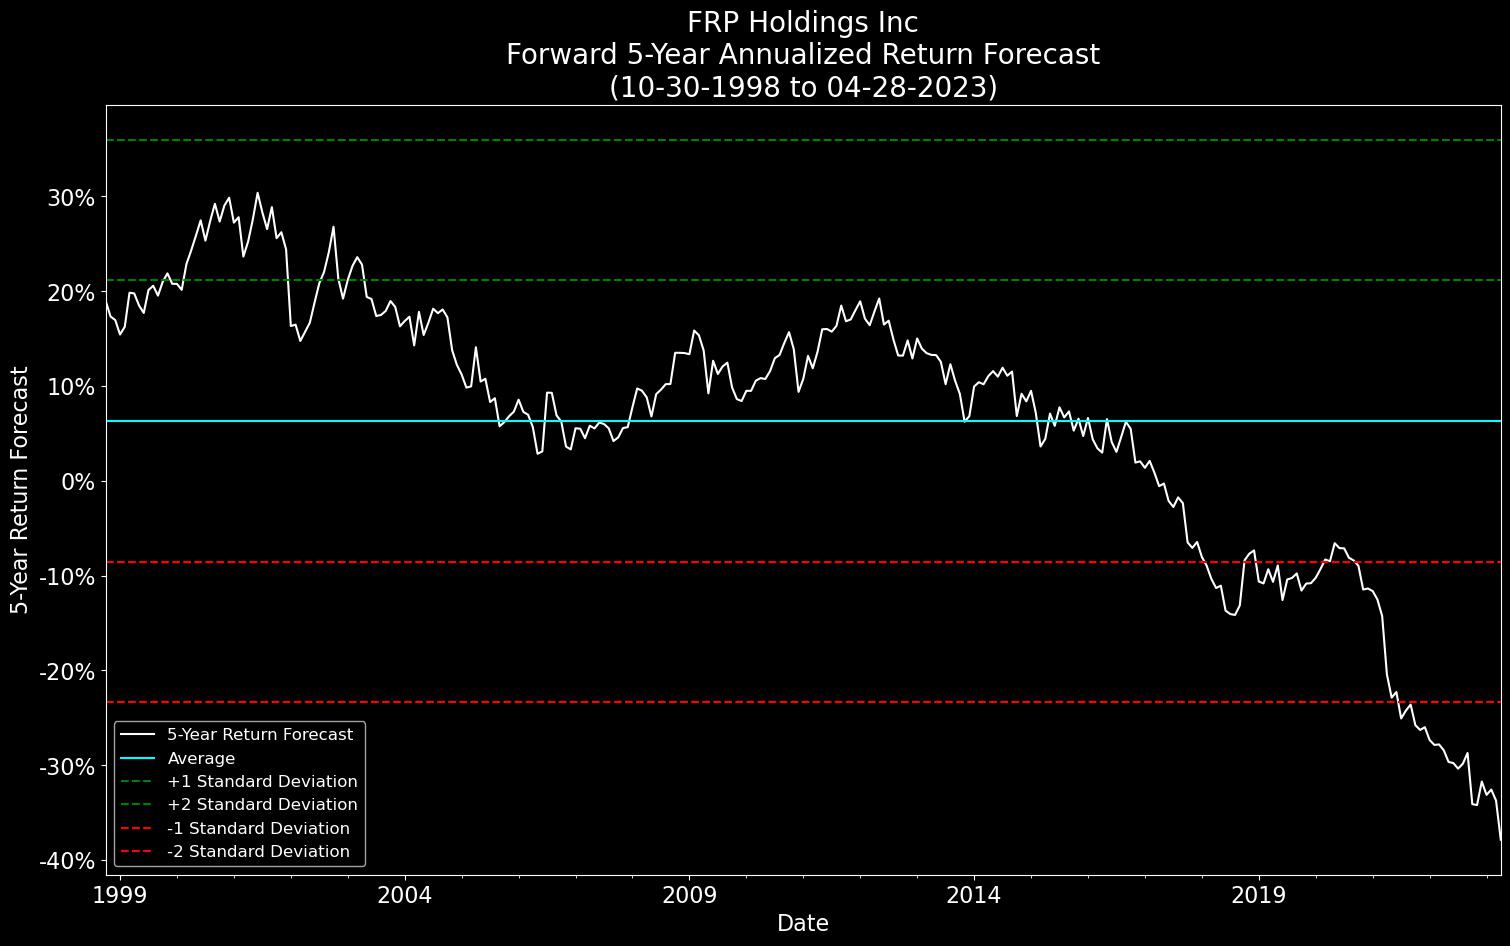 FRP Holdings Inc
Forward 5-Year Annualized Return Forecast
(10-30-1998 to 04-28-2023)
5-Year Return Forecast
30%
20%
10%
0%
-10%
-20%
-30%
-40%
5-Year Return Forecast
Average
+1 Standard Deviation
+2 Standard Deviation
-1 Standard Deviation
-2 Standard Deviation
1999 2004 2009 2014 2019
Date